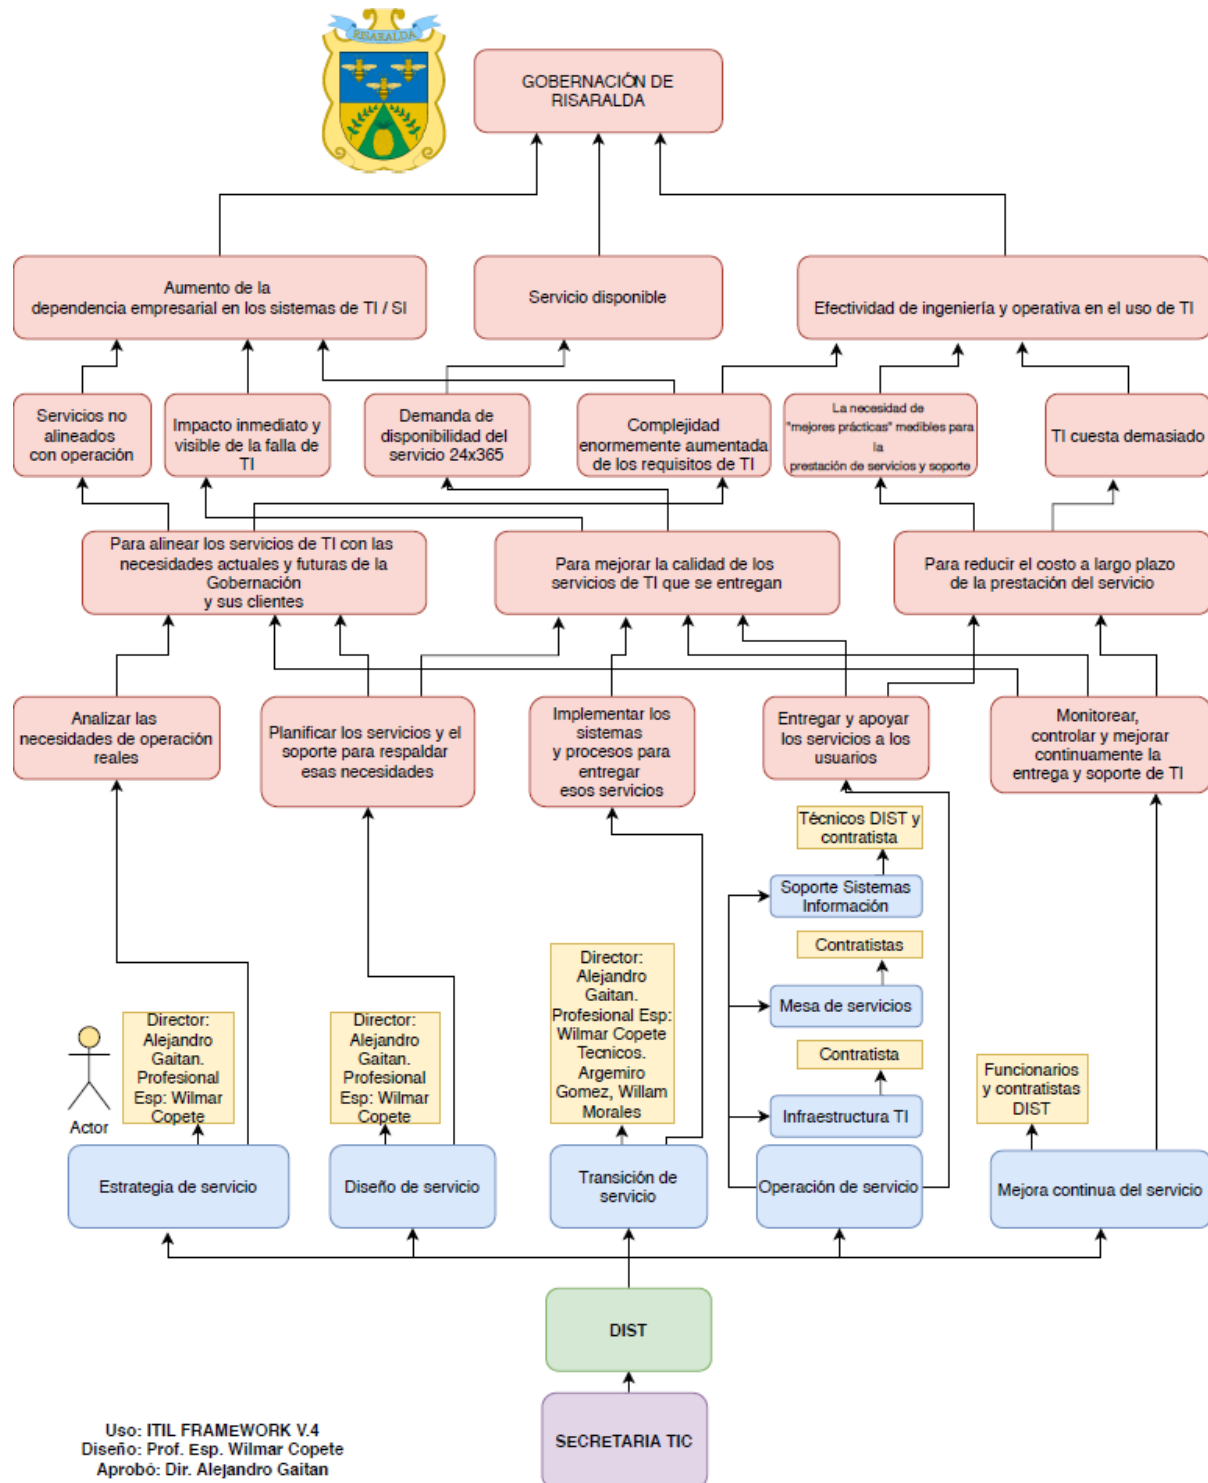 RISARALDA
GOBERNACIÓN DE
RISARALDA
Aumento de la
dependencia empresarial en los sistemas de TI / SI
Servicio disponible
Efectividad de ingeniería y operativa en el uso de TI
Servicios no
alineados
con operación
Impacto inmediato y
visible de la falla de
TI
Demanda de
disponibilidad del
servicio 24x365
Complejidad
enormemente aumentada
de los requisitos de TI
La necesidad de
"mejores prácticas" medibles para
la
prestación de servicios y soporte
TI cuesta demasiado
Para alinear los servicios de TI con las
necesidades actuales y futuras de la
Gobernación
y sus clientes
Para mejorar la calidad de los
servicios de TI que se entregan
Para reducir el costo a largo plazo
de la prestación del servicio
Analizar las
necesidades de operación
reales
Planificar los servicios y el
soporte para respaldar
esas necesidades
Implementar los
sistemas
y procesos para
entregar
esos servicios
Entregar y apoyar
los servicios a los
usuarios
Monitorear,
controlar y mejorar
continuamente la
entrega y soporte de TI
Técnicos DIST y
contratista
Soporte Sistemas
Información
Contratistas
Mesa de servicios
Contratista
Infraestructura TI
Director:
Alejandro
Gaitan.
Profesional
Esp: Wilmar
Copete
Actor
Director:
Alejandro
Gaitan.
Profesional
Esp: Wilmar
Copete
Director:
Alejandro
Gaitan.
Profesional Esp:
Wilmar Copete
Tecnicos.
Argemiro
Gomez, Willam
Morales
Funcionarios
y contratistas
DIST
Estrategia de servicio
Diseño de servicio
Transición de
servicio
Operación de servicio
Mejora continua del servicio
DIST
SECRETARIA TIC
Uso: ITIL FRAMEWORK V.4
Diseño: Prof. Esp. Wilmar Copete
Aprobó: Dir. Alejandro Gaitan